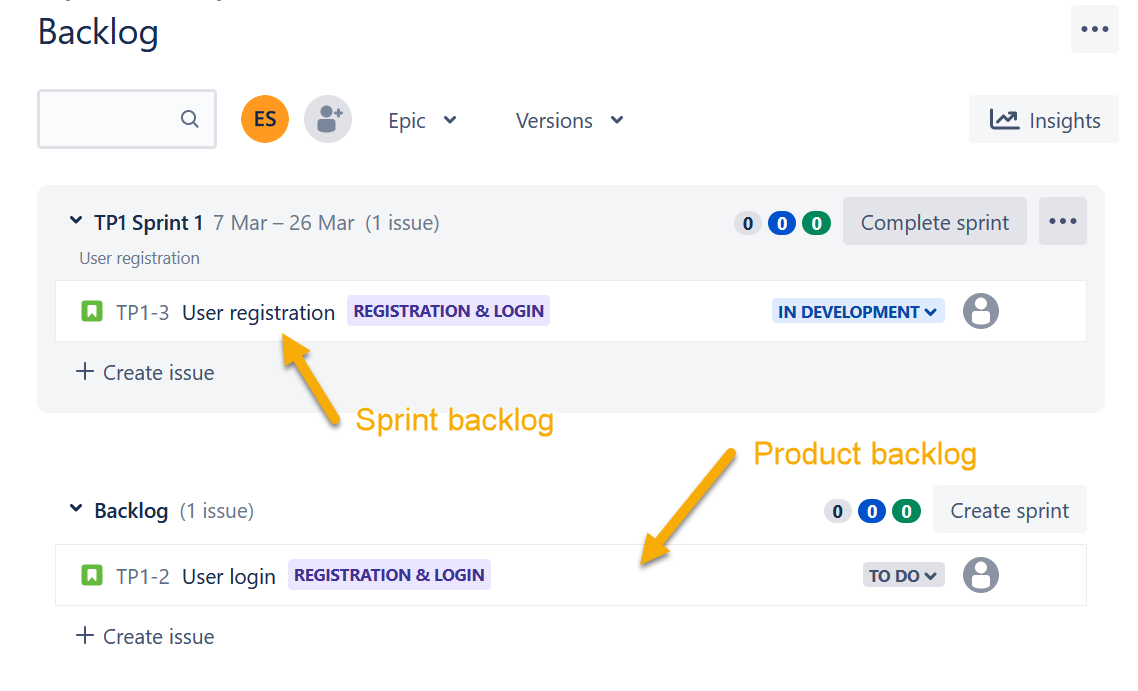 Backlog
ES
Epic
Versions
Insights
TP1 Sprint 1 7 Mar – 26 Mar (1 issue)
0 0 0
Complete sprint
User registration
TP1-3 User registration REGISTRATION & LOGIN IN DEVELOPMENT
+ Create issue
Sprint backlog
Product backlog
Backlog (1 issue)
0 0 0
Create sprint
TP1-2 User login REGISTRATION & LOGIN TO DO
+ Create issue